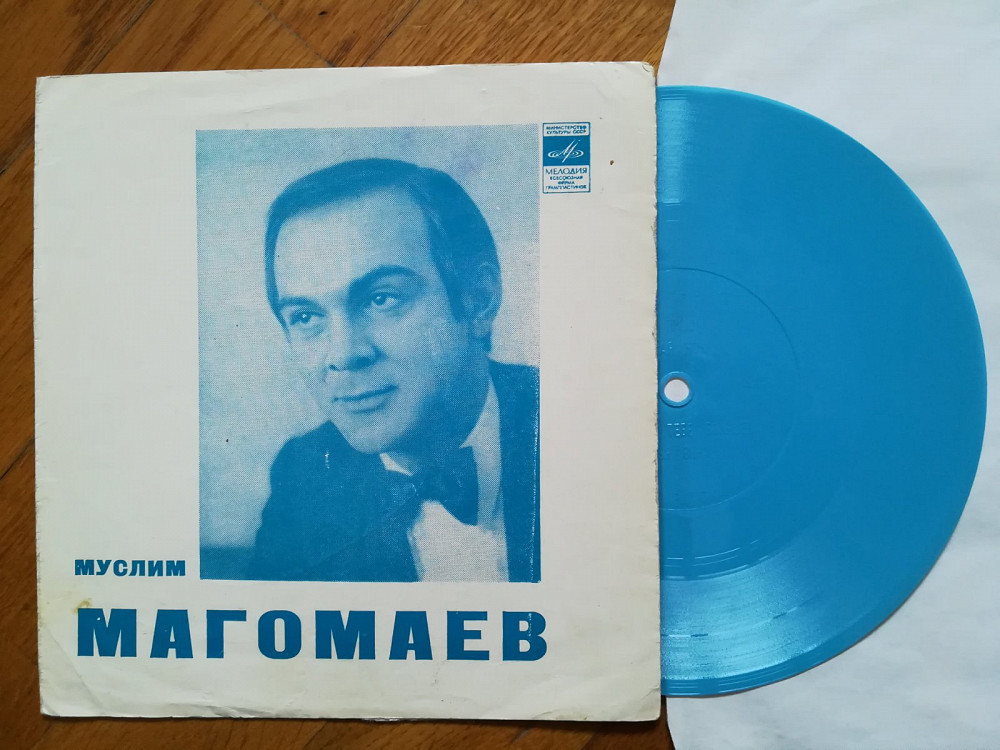 МИНИСТЕРСТВО
КУЛЬТУРЫ СССР
МЕЛОДИЯ
ВСЕСОЮЗНАЯ
ФИРМА
ГРАМПЛАСТИНОК
МУСЛИМ
МАГОМАЕВ